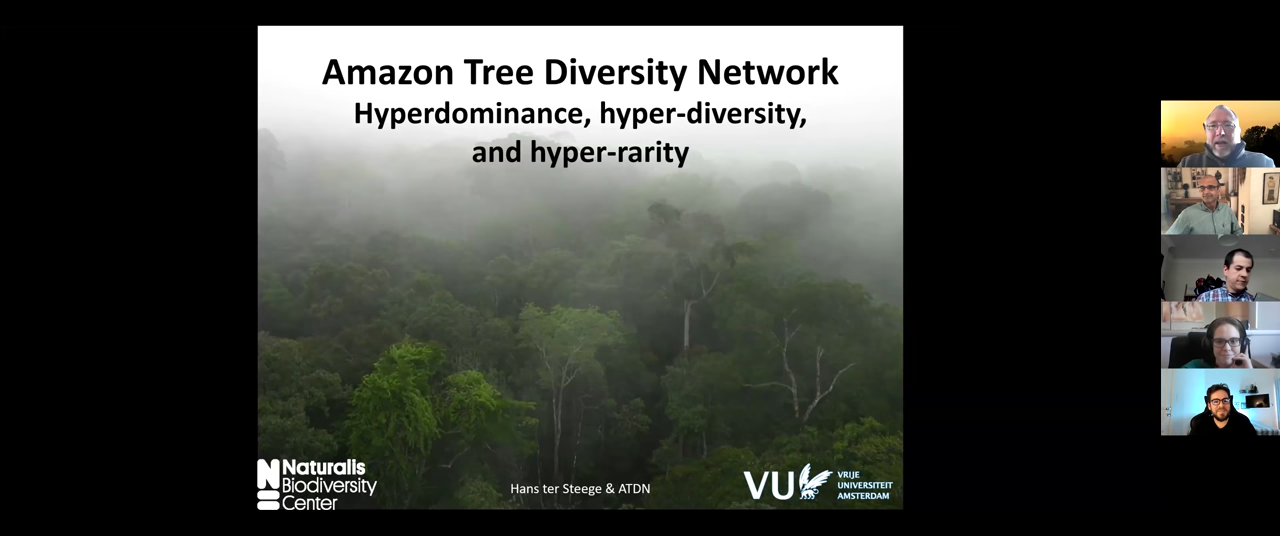 Amazon Tree Diversity Network
Hyperdominance, hyper-diversity,
and hyper-rarity
Naturalis
Biodiversity
Center
Hans ter Steege & ATDN
VU
VRIJE
UNIVERSITEIT
AMSTERDAM